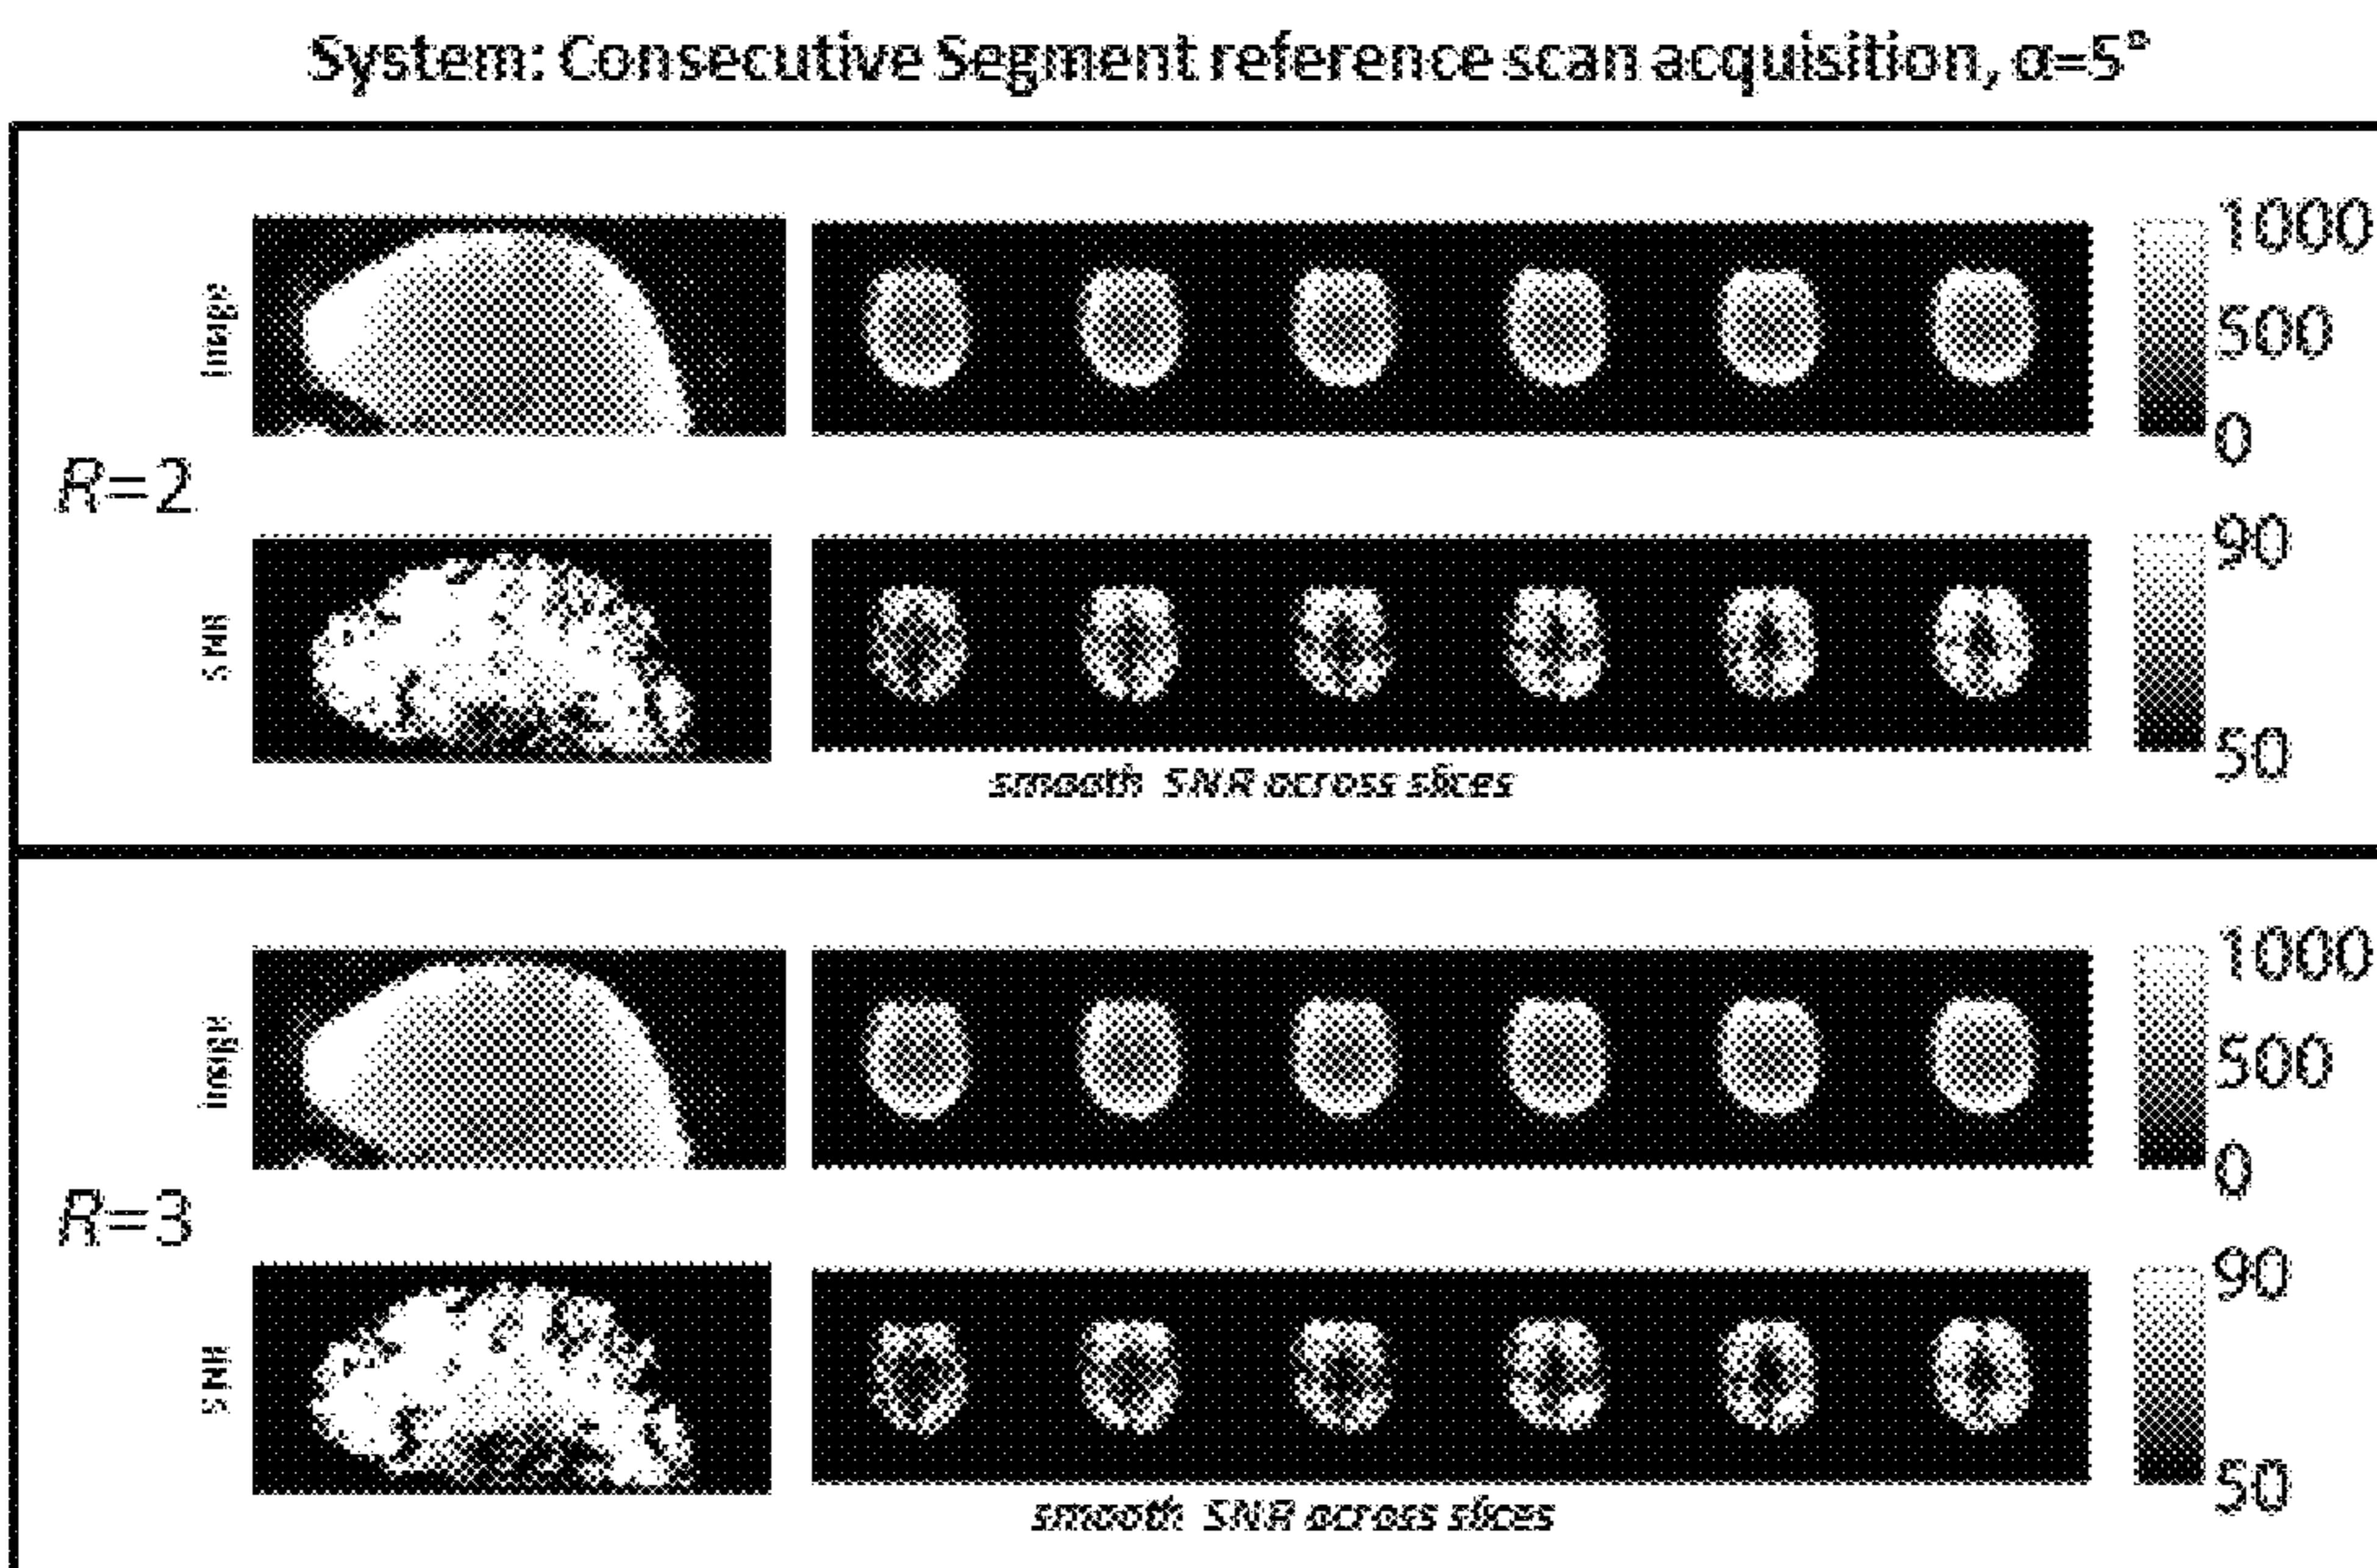 System: Consecutive Segment reference scan acquisition, α=5°
image
1000
500
0
R=2
SNR
90
50
smooth SNR across slices
image
1000
500
0
R=3
SNR
90
50
smooth SNR across slices